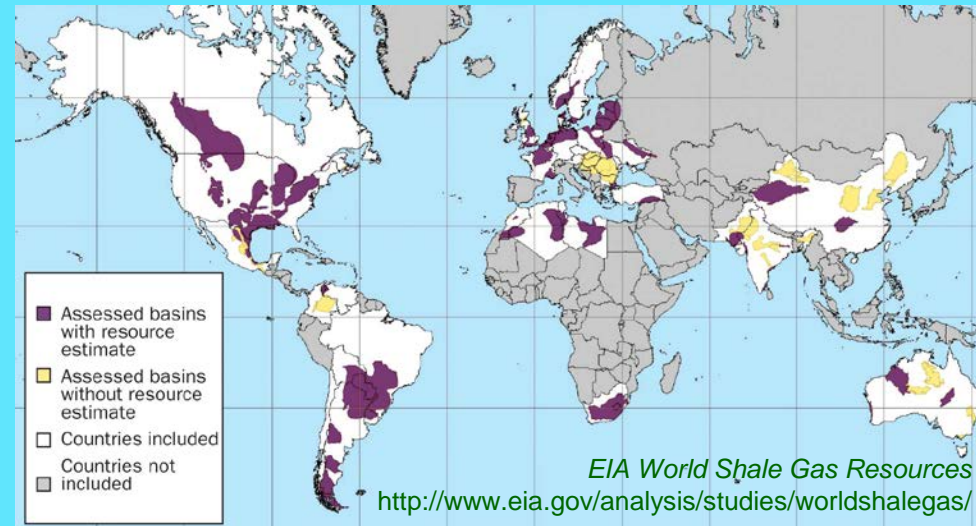 Assessed basins
with resource
estimate
Assessed basins
without resource
estimate
Countries included
Countries not
included
EIA World Shale Gas Resources
http://www.eia.gov/analysis/studies/worldshalegas/